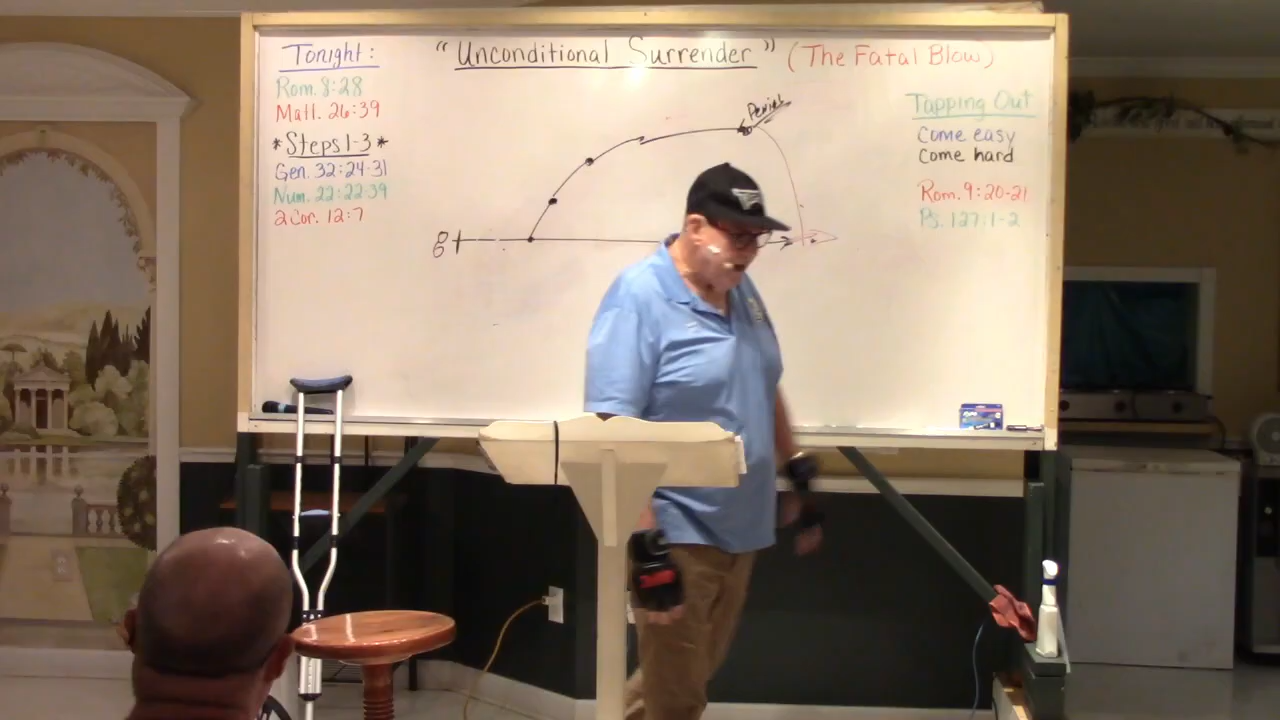 Tonight:
Rom. 8:28
Matt. 26:39
*Steps 1-3*
Gen. 32:24-31
Num. 22:22-39
2 Cor. 12:7
"Unconditional Surrender" (The Fatal Blow)
Denial
Tapping Out
Come easy
Come hard
Rom. 9:20-21
Ps. 127:1-2